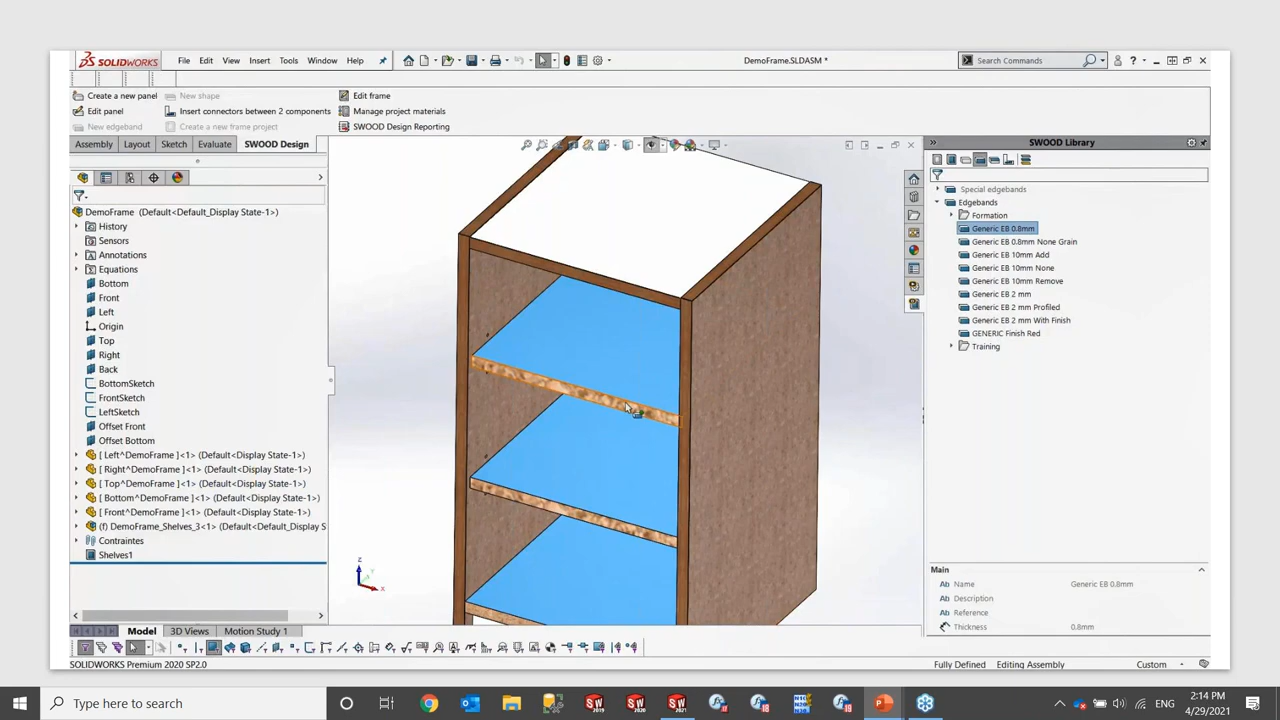 SOLIDWORKS
File Edit View Insert Tools Window Help
DemoFrame.SLDASM *
Search Commands
Create a new panel
New shape
Edit frame
Edit panel
Insert connectors between 2 components
Manage project materials
New edgeband
Create a new frame project
SWOOD Design Reporting
Assembly
Layout
Sketch
Evaluate
SWOOD Design
SWOOD Library
DemoFrame (Default<Default_Display State-1>)
History
Sensors
Annotations
Equations
Bottom
Front
Left
Origin
Top
Right
Back
BottomSketch
FrontSketch
LeftSketch
Offset Front
Offset Bottom
[ Left^DemoFrame ]<1> (Default<Display State-1>)
[ Right^DemoFrame ]<1> (Default<Display State-1>)
[ Top^DemoFrame ]<1> (Default<Display State-1>)
[ Bottom^DemoFrame ]<1> (Default<Display State-1>)
[ Front^DemoFrame ]<1> (Default<Display State-1>)
(f) DemoFrame_Shelves_3<1> (Default<Default_Display S
Contraintes
Shelves1
Special edgebands
Edgebands
Formation
Generic EB 0.8mm
Generic EB 0.8mm None Grain
Generic EB 10mm Add
Generic EB 10mm None
Generic EB 10mm Remove
Generic EB 2 mm
Generic EB 2 mm Profiled
Generic EB 2 mm With Finish
GENERIC Finish Red
Training
Main
Name Generic EB 0.8mm
Description
Reference
Thickness 0.8mm
Z
Y
X
Model
3D Views
Motion Study 1
SOLIDWORKS Premium 2020 SP2.0
Fully Defined
Editing Assembly
Custom
Type here to search
2019
2020
2021
ENG
2:14 PM
4/29/2021